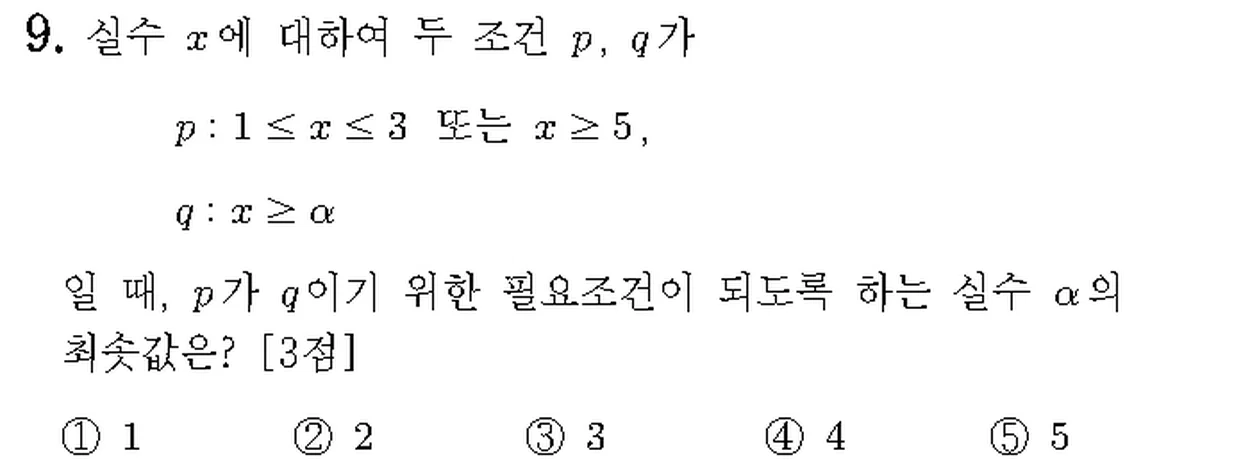 9. 실수 x에 대하여 두 조건 p, q가
p : 1 ≤ x ≤ 3 또는 x ≥ 5,
q : x ≥ α
일 때, p가 q이기 위한 필요조건이 되도록 하는 실수 α의
최솟값은? [3점]
① 1 ② 2 ③ 3 ④ 4 ⑤ 5